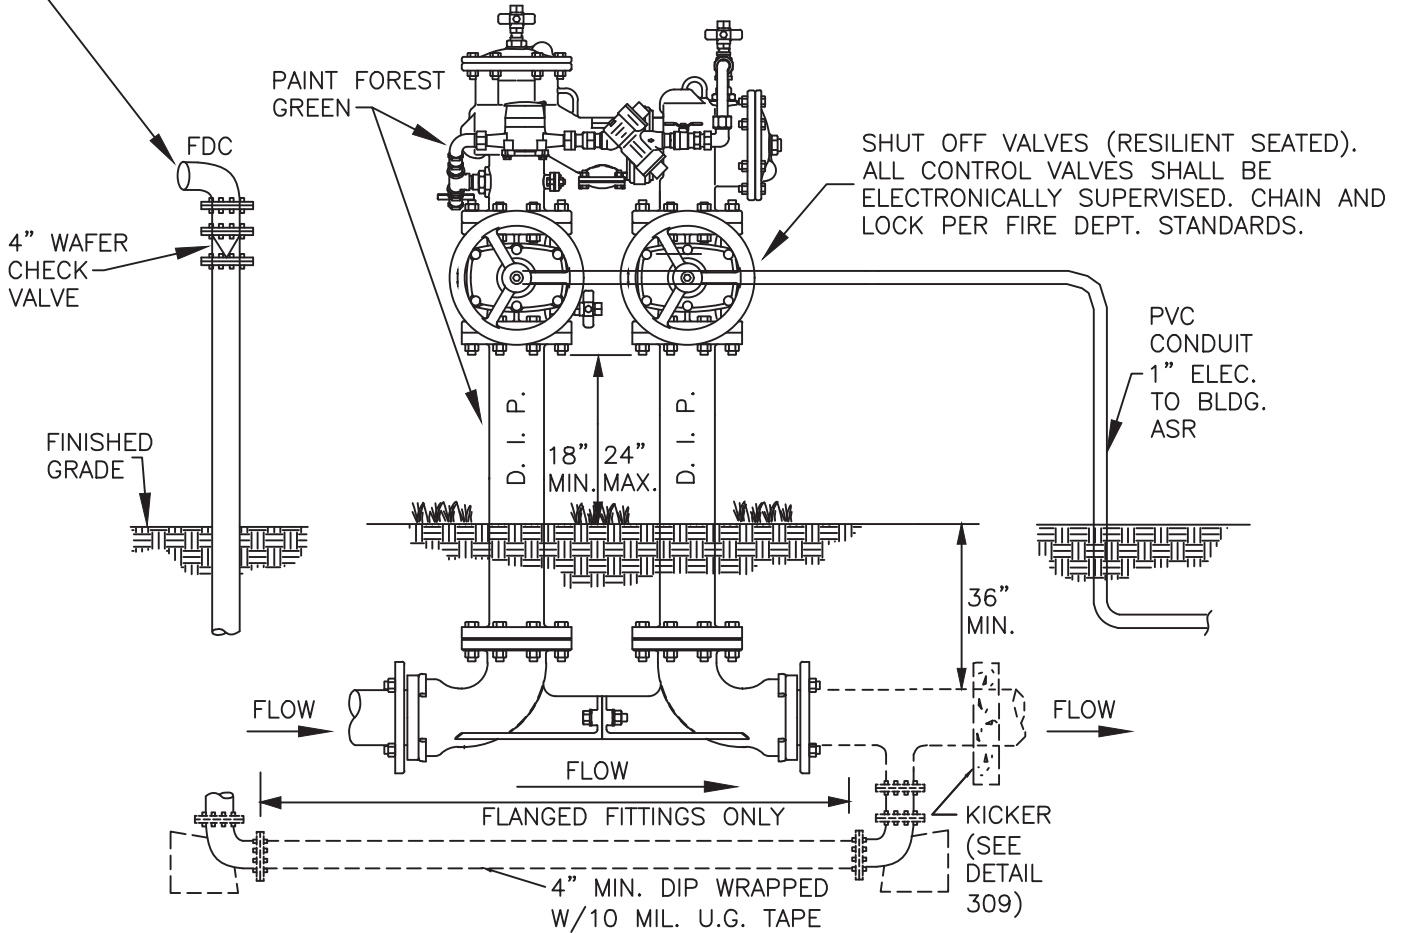 PAINT FOREST
GREEN
FDC
SHUT OFF VALVES (RESILIENT SEATED).
ALL CONTROL VALVES SHALL BE
ELECTRONICALLY SUPERVISED. CHAIN AND
LOCK PER FIRE DEPT. STANDARDS.
4” WAFER
CHECK
VALVE
PVC
CONDUIT
1” ELEC.
TO BLDG.
ASR
FINISHED
GRADE
D. I. P.
18” 24”
MIN. MAX.
D. I. P.
36”
MIN.
FLOW
FLOW
FLOW
FLANGED FITTINGS ONLY
KICKER
(SEE
DETAIL
309)
4” MIN. DIP WRAPPED
W/10 MIL. U.G. TAPE